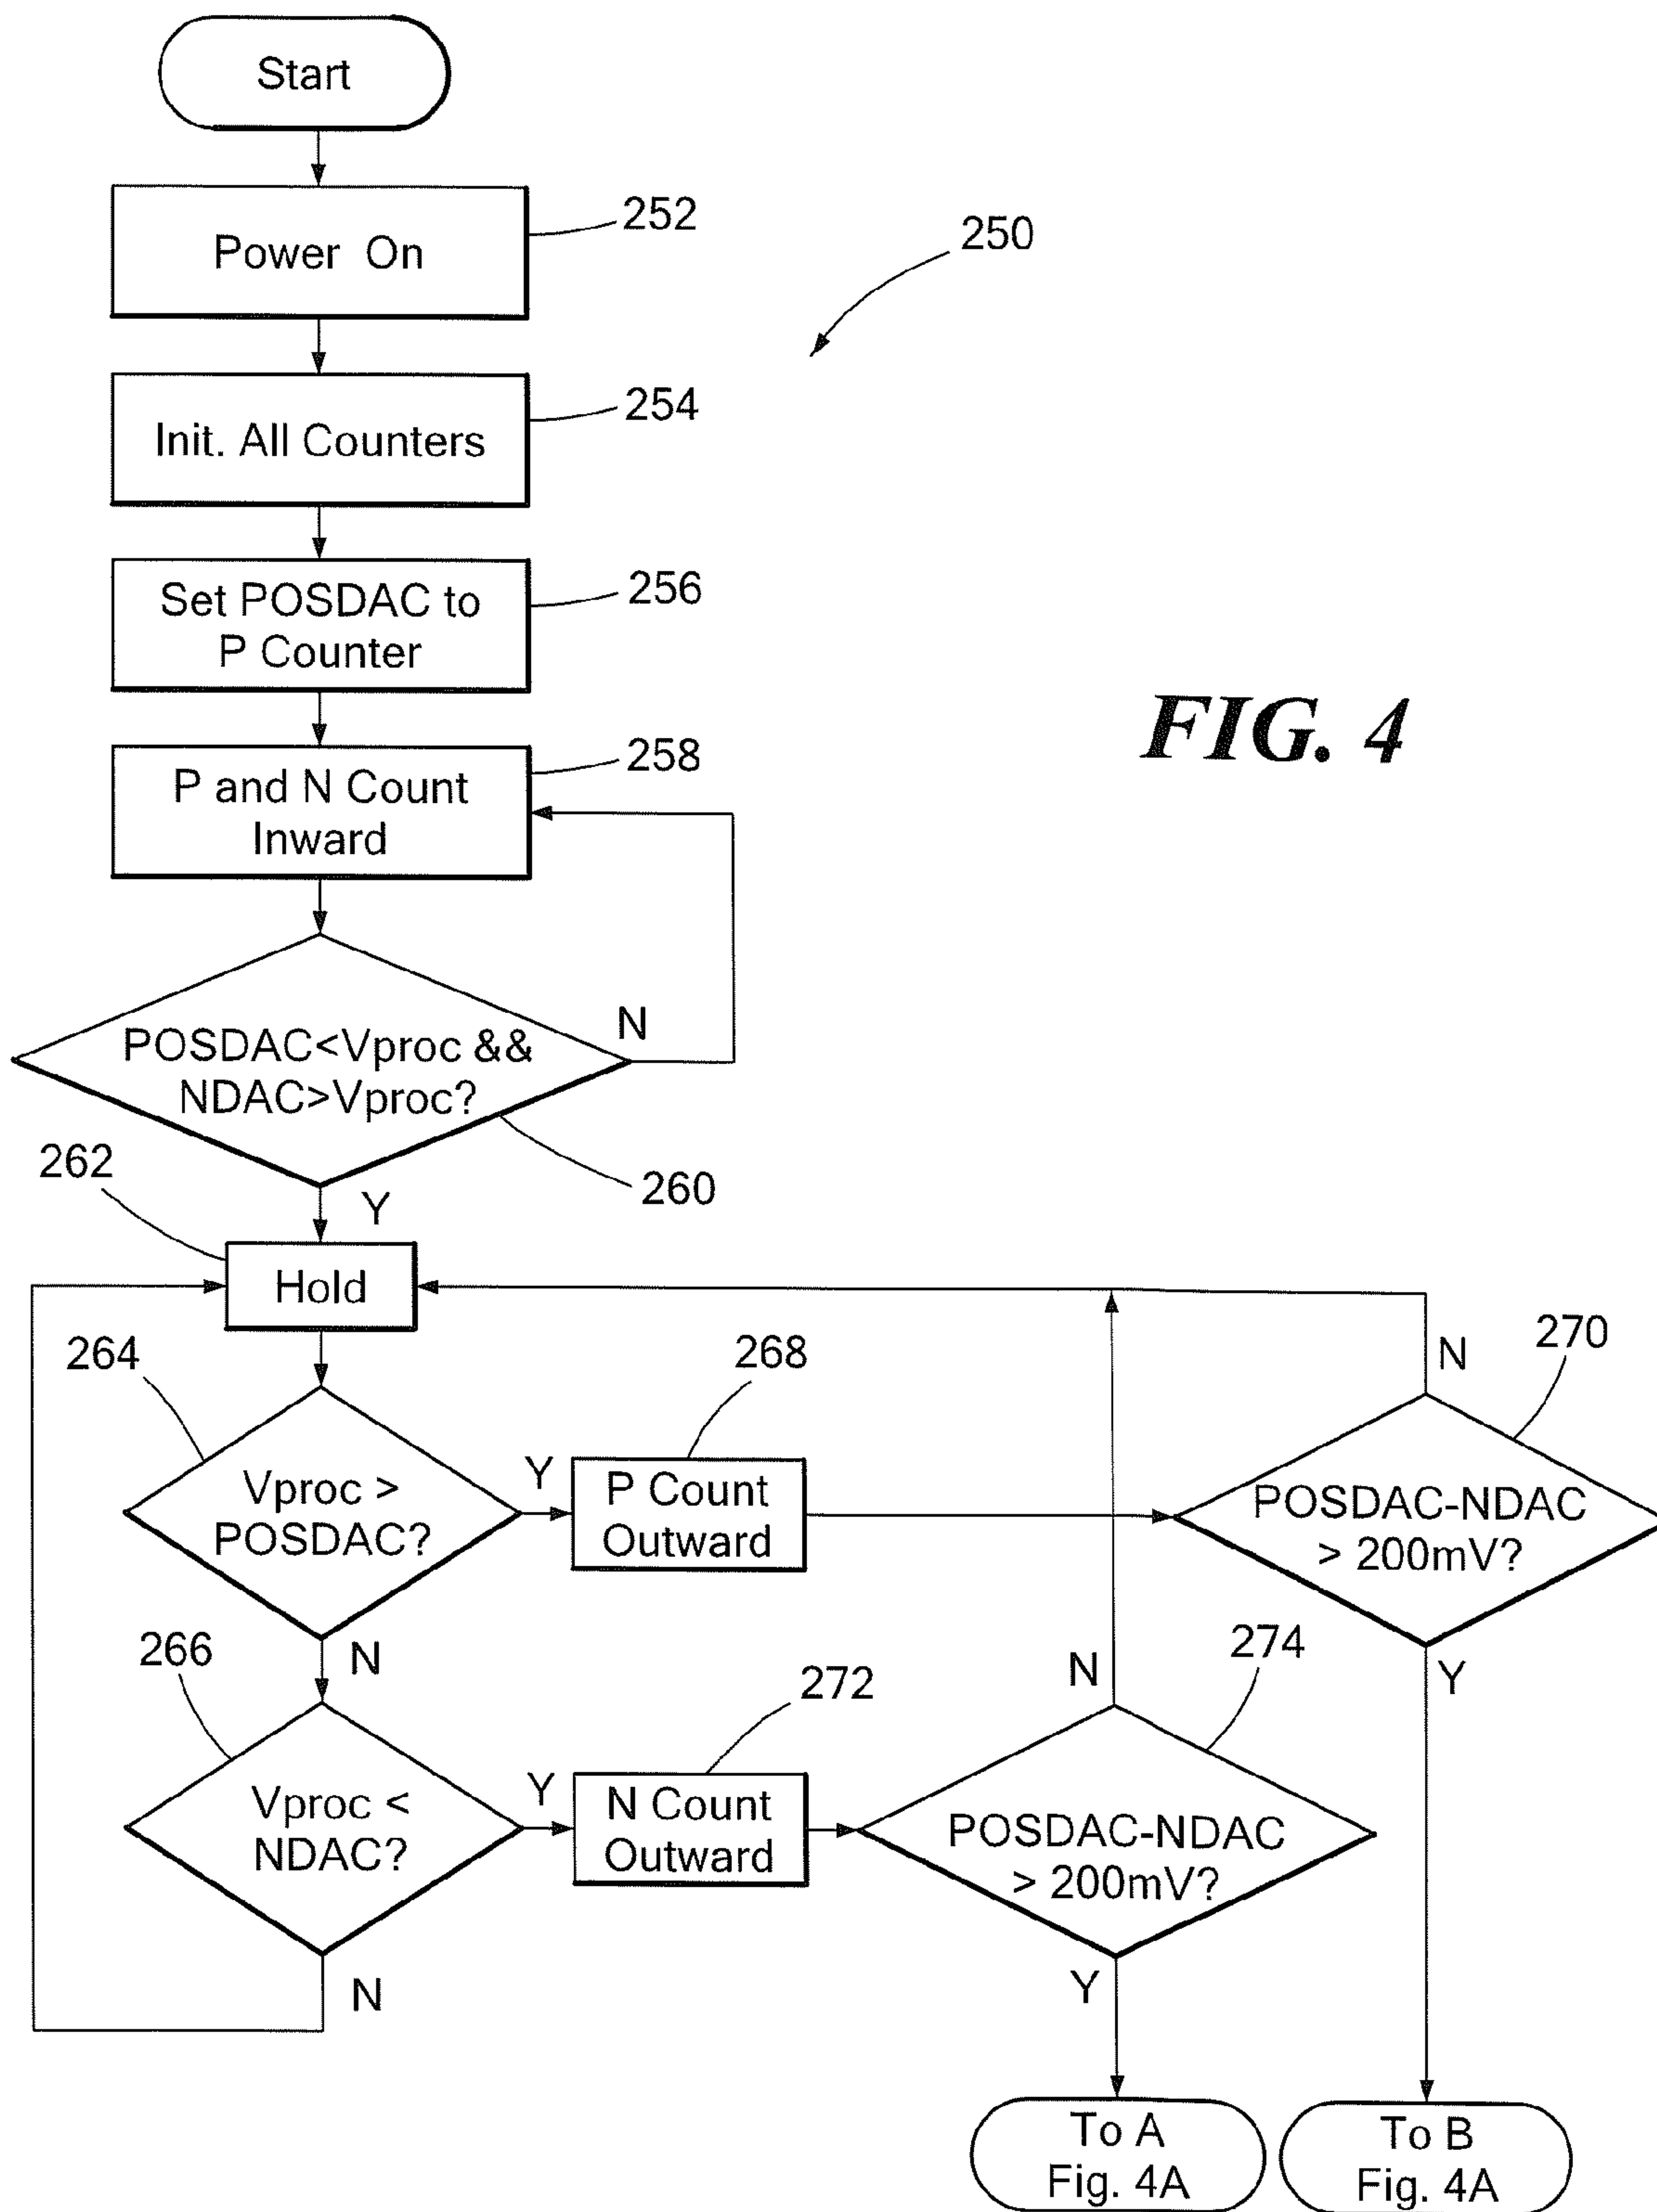 Start
Power On
252
250
Init. All Counters
254
Set POSDAC to
P Counter
256
FIG. 4
P and N Count
Inward
258
POSDAC<Vproc &&
NDAC>Vproc?
N
260
Y
262
Hold
264
Vproc >
POSDAC?
Y
268
P Count
Outward
270
N
POSDAC-NDAC
> 200mV?
Y
N
266
Vproc <
NDAC?
Y
272
N Count
Outward
274
N
POSDAC-NDAC
> 200mV?
Y
N
To A
Fig. 4A
To B
Fig. 4A